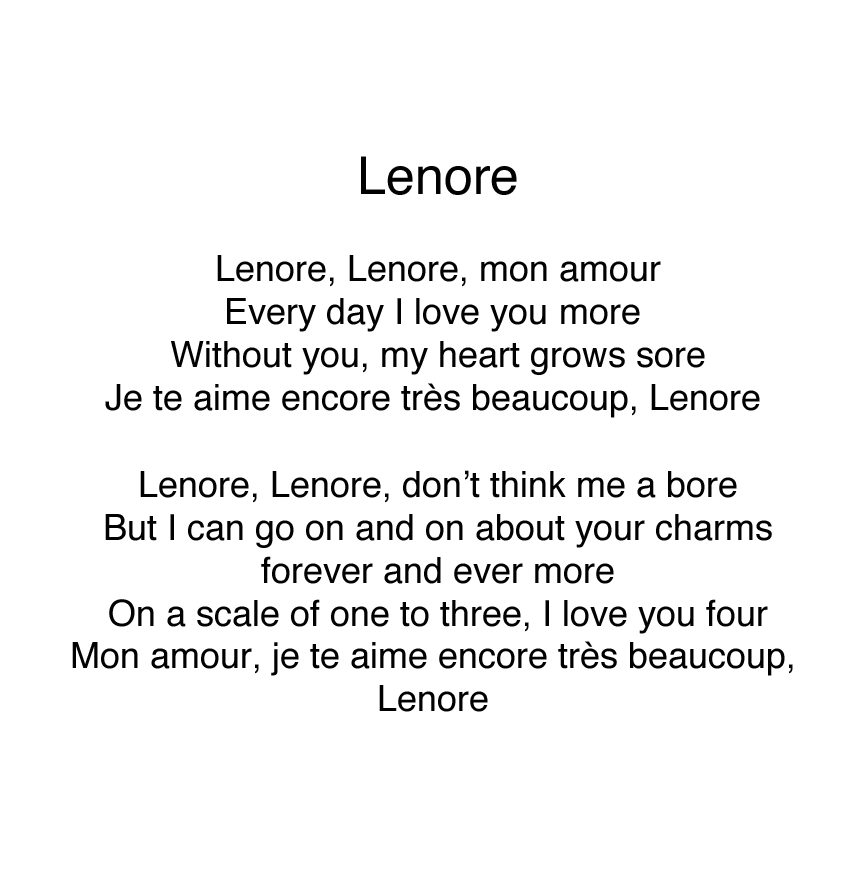 Lenore
Lenore, Lenore, mon amour
Every day I love you more
Without you, my heart grows sore
Je te aime encore très beaucoup, Lenore
Lenore, Lenore, don’t think me a bore
But I can go on and on about your charms
forever and ever more
On a scale of one to three, I love you four
Mon amour, je te aime encore très beaucoup,
Lenore